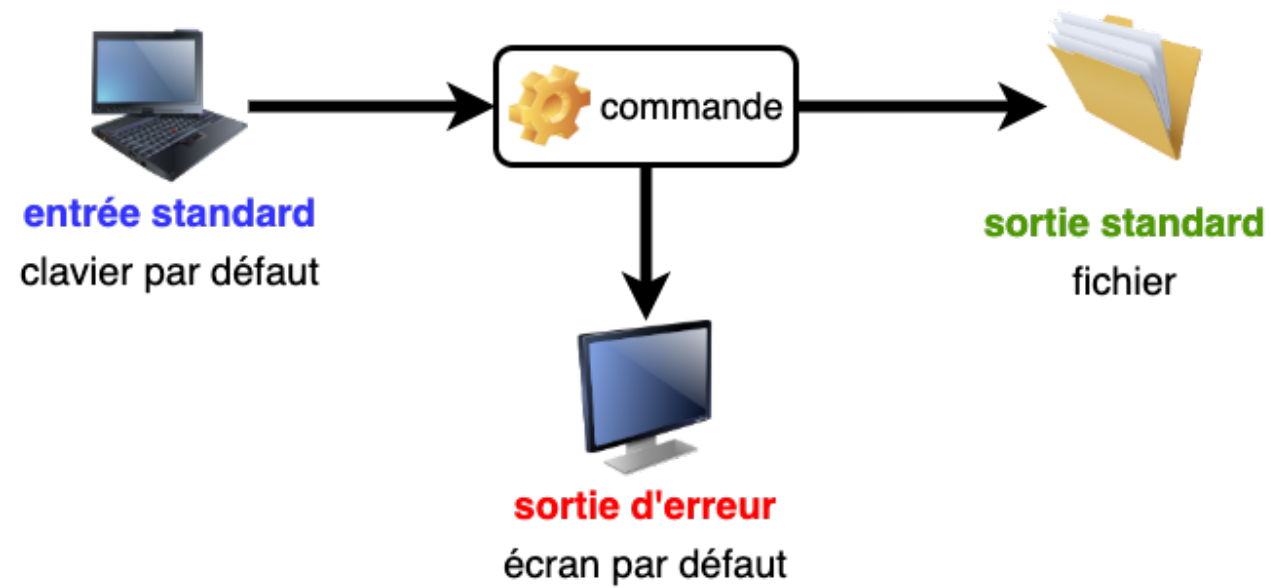 commande
entrée standard
clavier par défaut
sortie standard
fichier
sortie d'erreur
écran par défaut